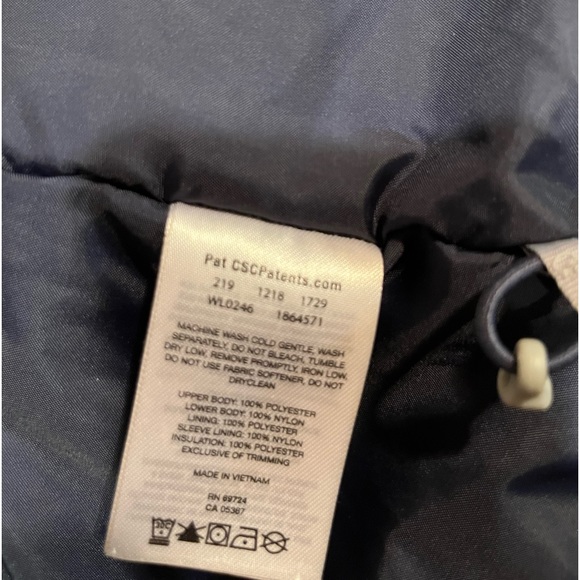 Pat CSCPatents.com
219 1218 1729
WL0246 1864571
MACHINE WASH COLD GENTLE, WASH
SEPARATELY, DO NOT BLEACH, TUMBLE
DRY LOW, REMOVE PROMPTLY, IRON LOW,
DO NOT USE FABRIC SOFTENER, DO NOT
DRYCLEAN
UPPER BODY: 100% POLYESTER
LOWER BODY: 100% NYLON
LINING: 100% POLYESTER
SLEEVE LINING: 100% NYLON
INSULATION: 100% POLYESTER
EXCLUSIVE OF TRIMMING
MADE IN VIETNAM
RN 69724
CA 05367